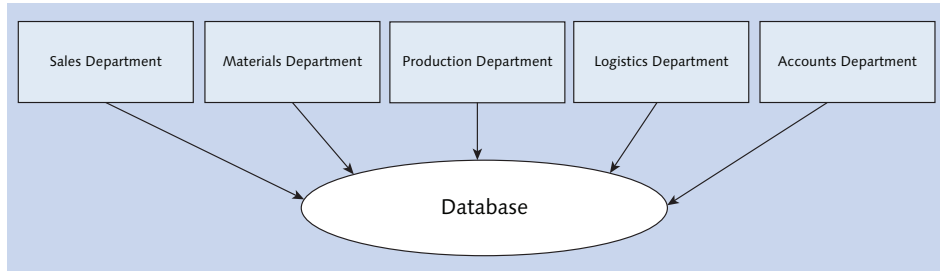 Sales Department
Materials Department
Production Department
Logistics Department
Accounts Department
Database